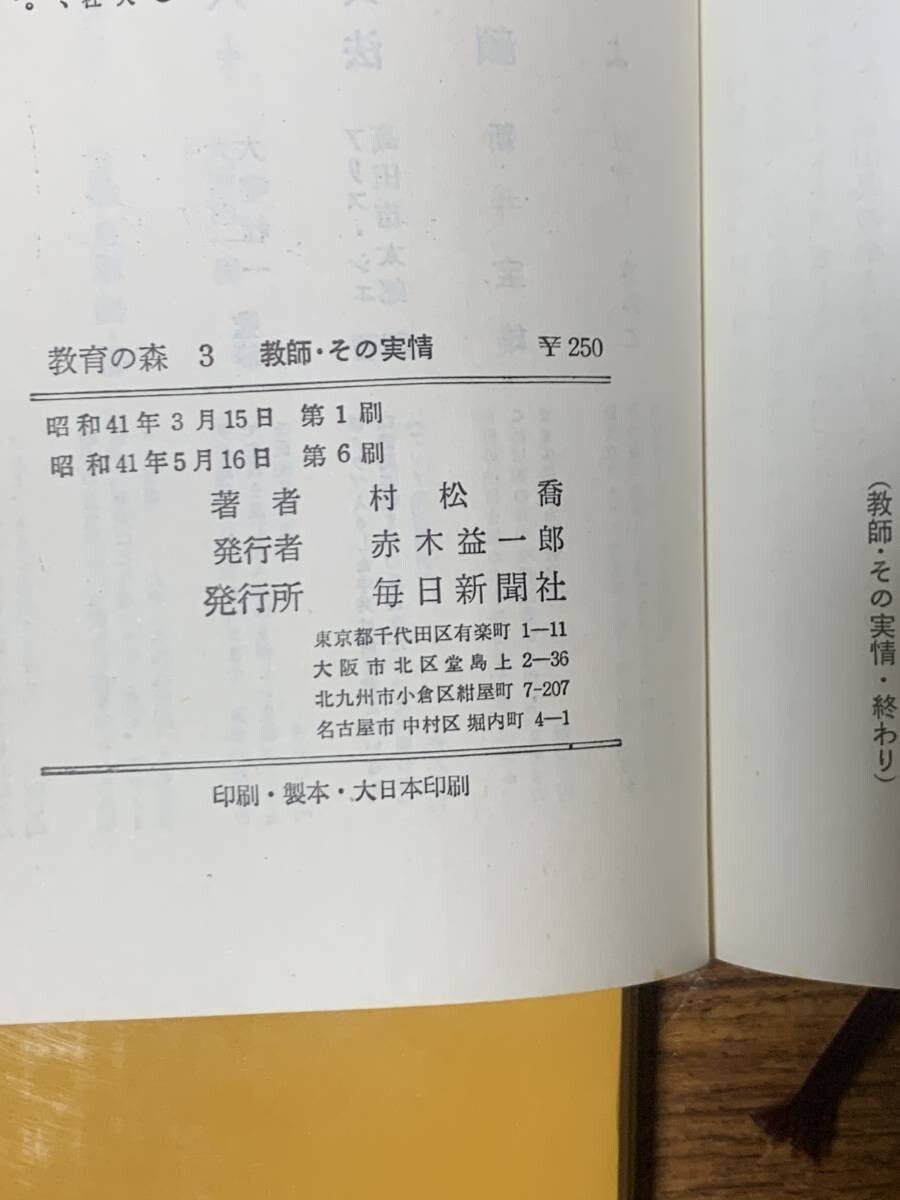 教育の森 3 教師・その実情 ¥250
昭和41年3月15日 第1刷
昭和41年5月16日 第6刷
著者 村松喬
発行者 赤木益一郎
発行所 毎日新聞社
東京都千代田区有楽町 1―11
大阪市北区堂島上 2―36
北九州市小倉区紺屋町 7-207
名古屋市中村区堀内町 4―1
印刷・製本・大日本印刷
(教師・その実情・終わり)